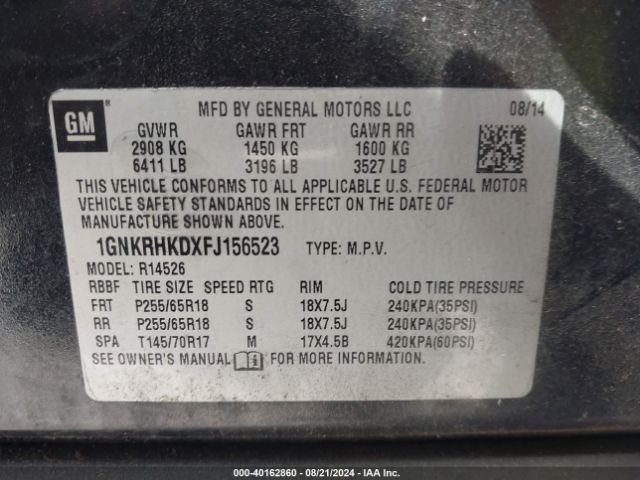 GM ®
MFD BY GENERAL MOTORS LLC 08/14
GVWR GAWR FRT GAWR RR
2908 KG 1450 KG 1600 KG
6411 LB 3196 LB 3527 LB
THIS VEHICLE CONFORMS TO ALL APPLICABLE U.S. FEDERAL MOTOR
VEHICLE SAFETY STANDARDS IN EFFECT ON THE DATE OF
MANUFACTURE SHOWN ABOVE.
1GNKRHKDXFJ156523 TYPE: M.P.V.
MODEL: R14526
RBBF TIRE SIZE SPEED RTG RIM COLD TIRE PRESSURE
FRT P255/65R18 S 18X7.5J 240KPA(35PSI)
RR P255/65R18 S 18X7.5J 240KPA(35PSI)
SPA T145/70R17 M 17X4.5B 420KPA(60PSI)
SEE OWNER'S MANUAL FOR MORE INFORMATION.
000-40162860 - 08/21/2024 - IAA Inc.